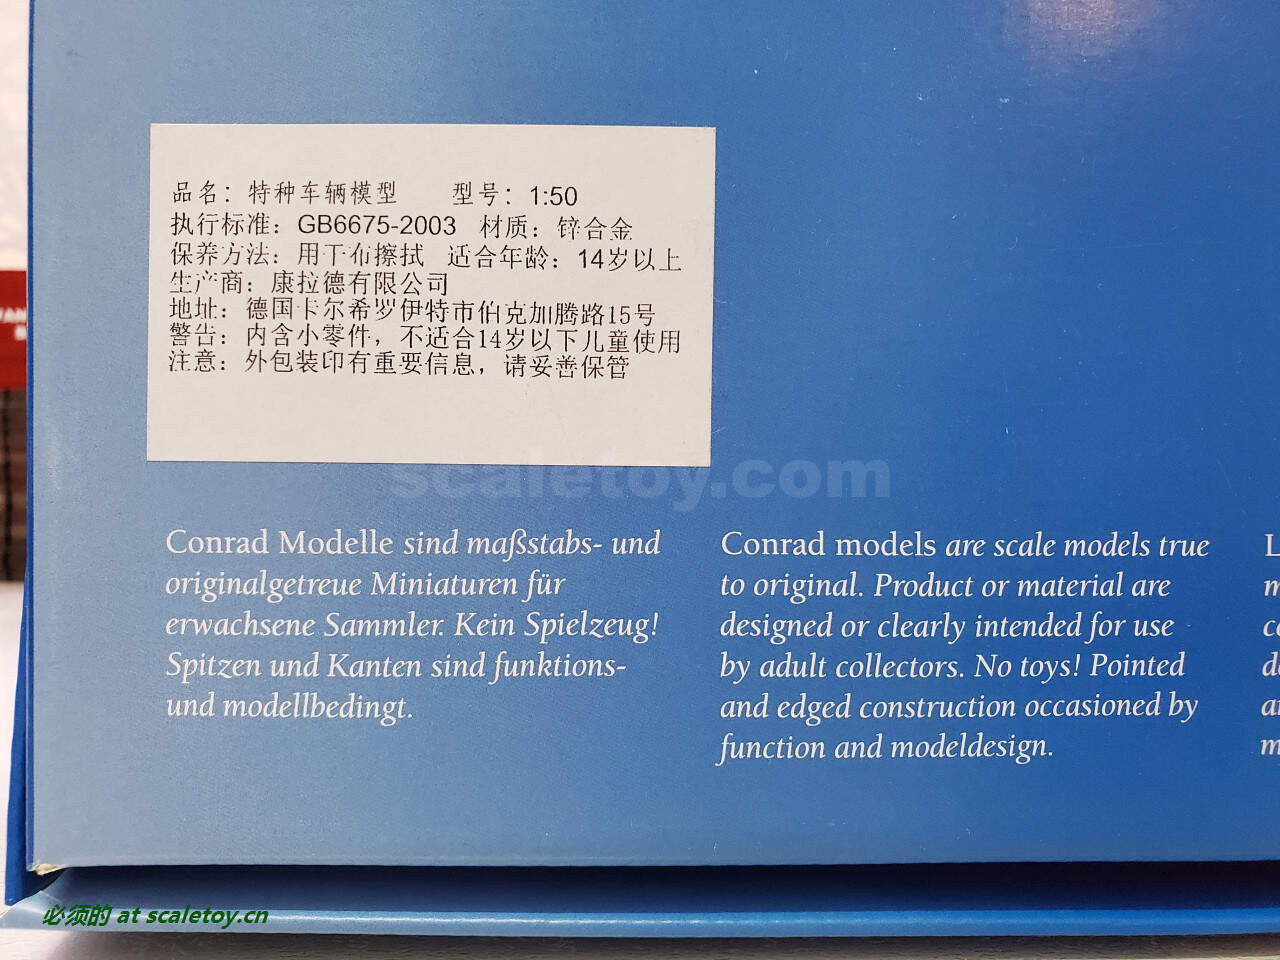 品名：特种车辆模型 型号：1:50
执行标准：GB6675-2003 材质：锌合金
保养方法：用干布擦拭 适合年龄：14岁以上
生产商：康拉德有限公司
地址：德国卡尔希罗伊特市伯克加腾路15号
警告：内含小零件，不适合14岁以下儿童使用
注意：外包装印有重要信息，请妥善保管
scaletoy.com
Conrad Modelle sind maßstabs- und
originalgetreue Miniaturen für
erwachsene Sammler. Kein Spielzeug!
Spitzen und Kanten sind funktions-
und modellbedingt.
Conrad models are scale models true
to original. Product or material are
designed or clearly intended for use
by adult collectors. No toys! Pointed
and edged construction occasioned by
function and modeldesign.
必须的 at scaletoy.cn